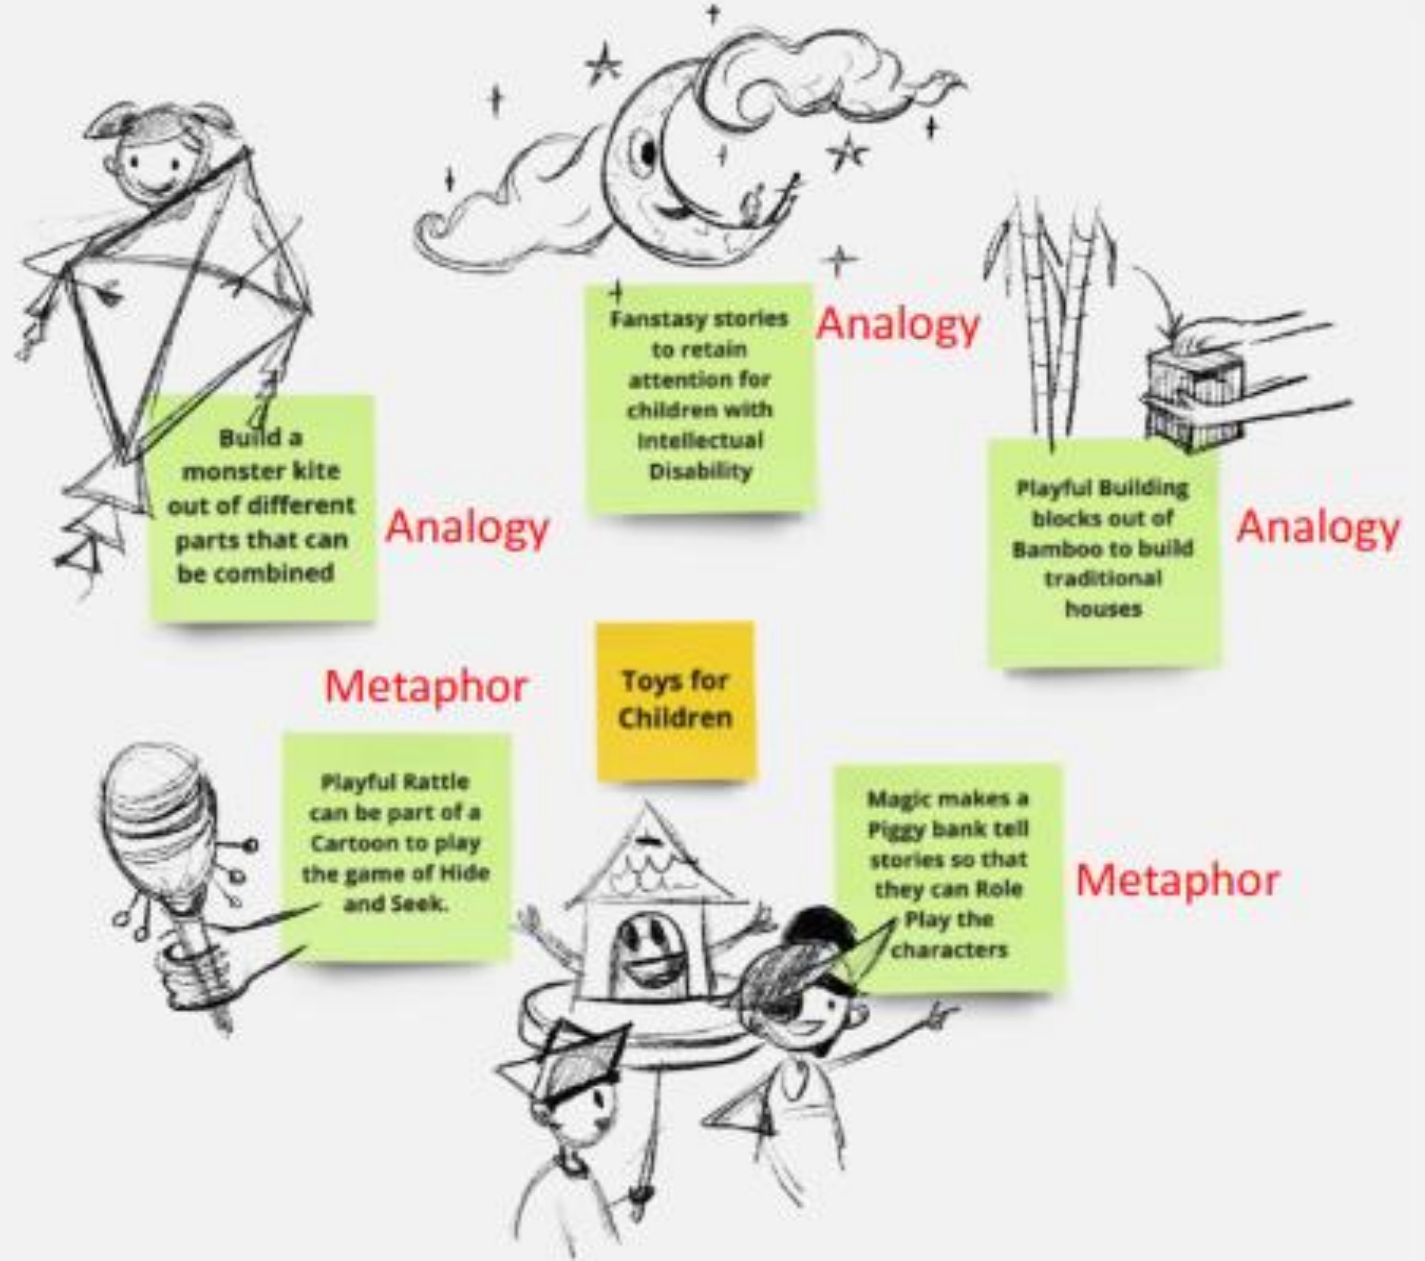 Fanstasy stories
to retain
attention for
children with
Intellectual
Disability
Analogy
Build a
monster kite
out of different
parts that can
be combined
Analogy
Playful Building
blocks out of
Bamboo to build
traditional
houses
Analogy
Metaphor
Toys for
Children
Playful Rattle
can be part of a
Cartoon to play
the game of Hide
and Seek.
Magic makes a
Piggy bank tell
stories so that
they can Role
Play the
characters
Metaphor